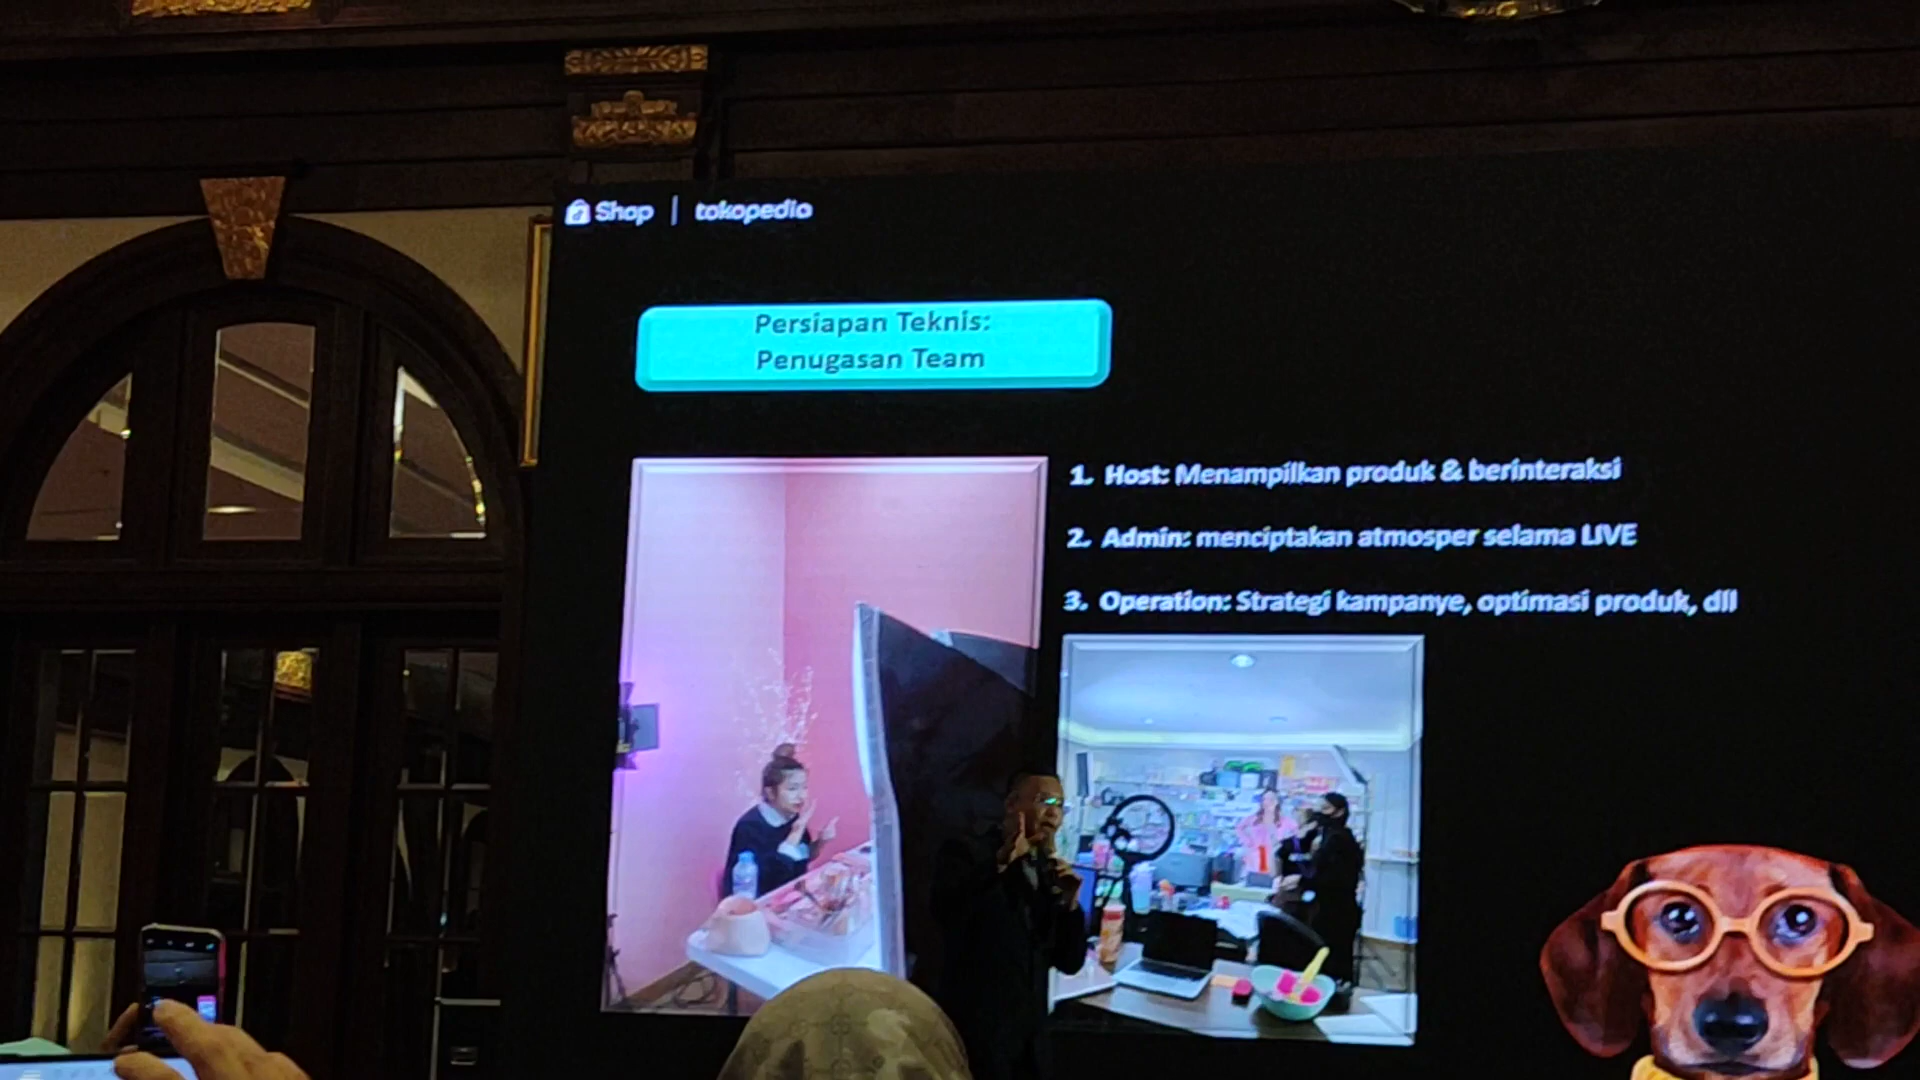 Shop | tokopedia
Persiapan Teknis:
Penugasan Team
1. Host: Menampilkan produk & berinteraksi
2. Admin: menciptakan atmosper selama LIVE
3. Operation: Strategi kampanye, optimasi produk, dll